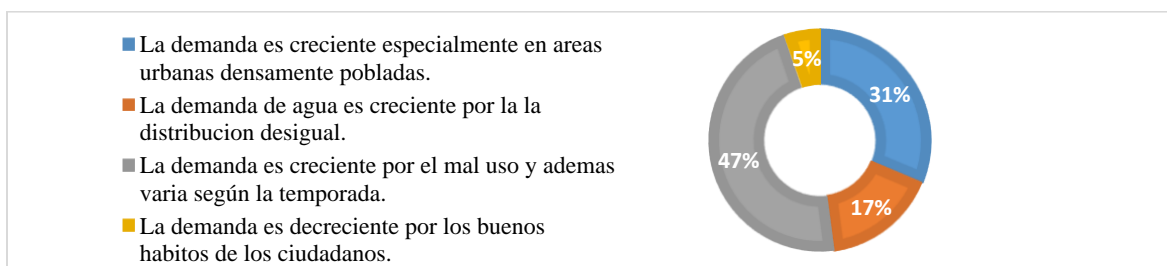 La demanda es creciente especialmente en areas
urbanas densamente pobladas.
La demanda de agua es creciente por la la
distribucion desigual.
La demanda es creciente por el mal uso y ademas
varia según la temporada.
La demanda es decreciente por los buenos
habitos de los ciudadanos.
5%
31%
47%
17%